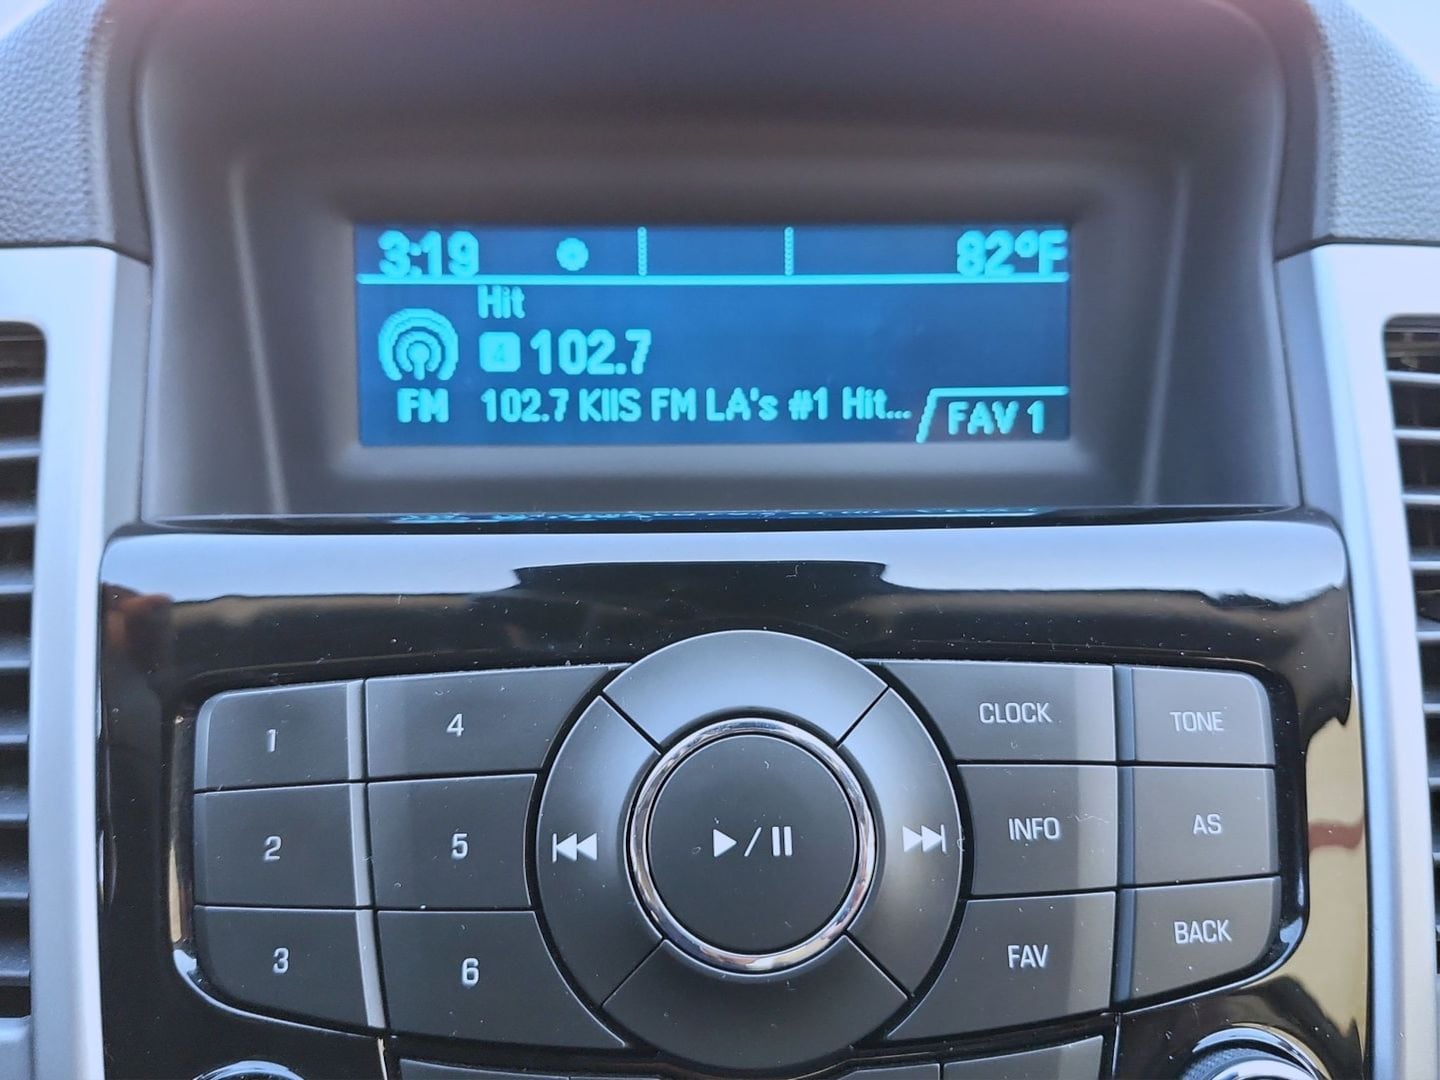 3:19 82°F
Hit
102.7
FM 102.7 KIIS FM LA's #1 Hit... FAV 1
1 4 CLOCK TONE
2 5 INFO AS
3 6 FAV BACK